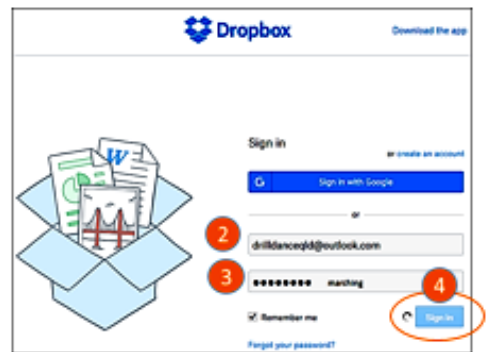 Dropbox
Download the app
Sign in
or create an account
G Sign in with Google
or
2
drilldanceqld@outlook.com
3
●●●●●●●● marching
4
Remember me
Sign in
Forgot your password?
W